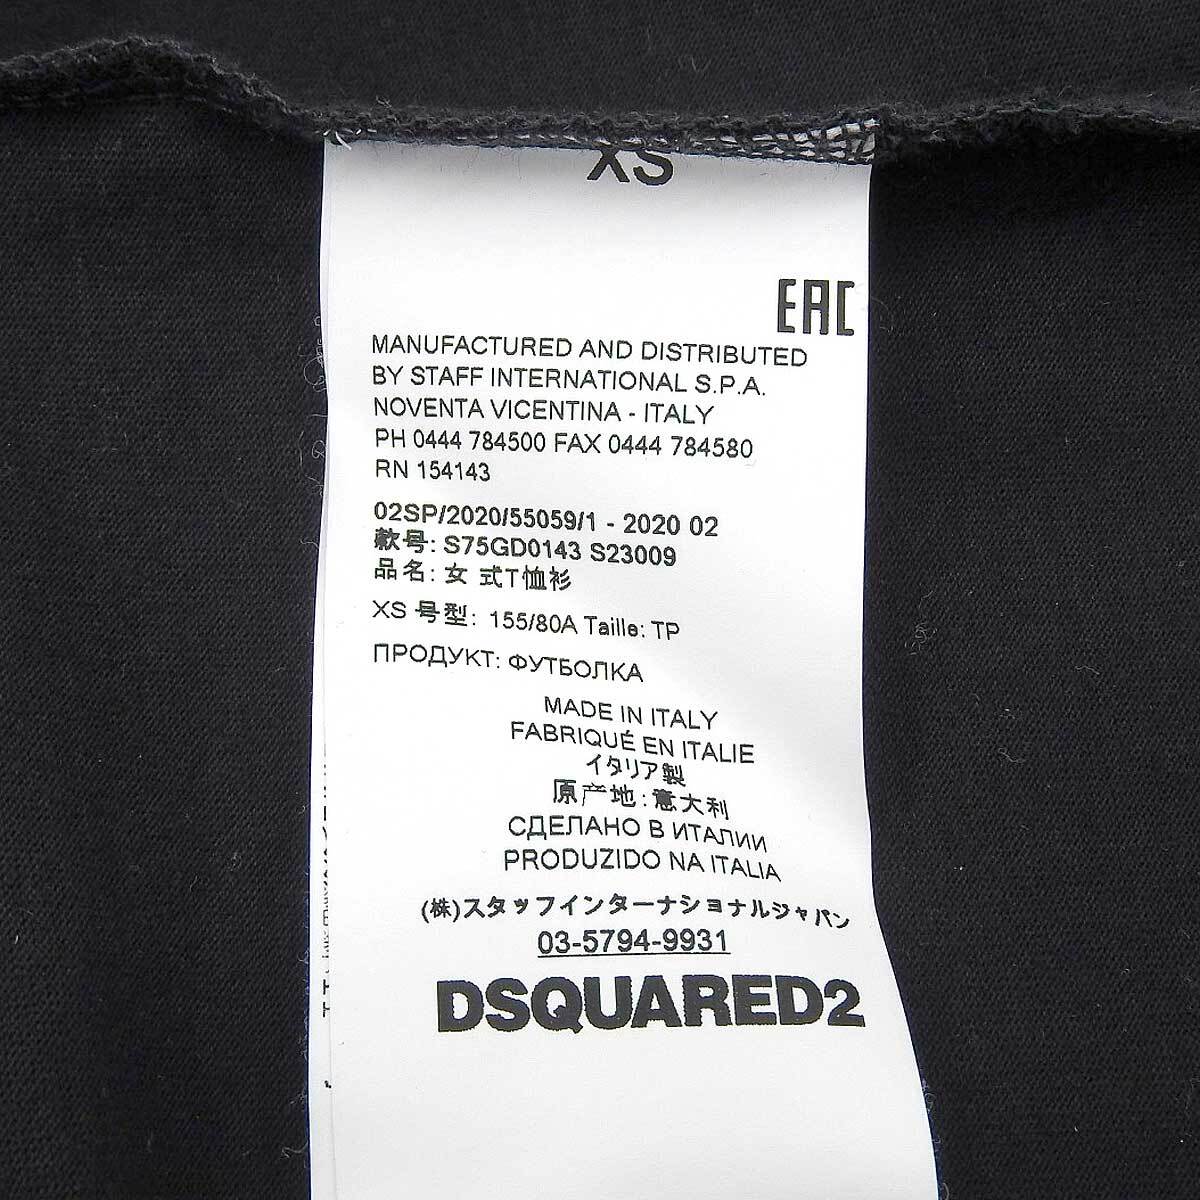 XS
EAC
MANUFACTURED AND DISTRIBUTED
BY STAFF INTERNATIONAL S.P.A.
NOVENTA VICENTINA - ITALY
PH 0444 784500 FAX 0444 784580
RN 154143
02SP/2020/55059/1 - 2020 02
款号: S75GD0143 S23009
品名: 女 式T恤衫
XS 号型: 155/80A Taille: TP
ПРОДУКТ: ФУТБОЛКА
MADE IN ITALY
FABRIQUÉ EN ITALIE
イタリア製
原产地: 意大利
СДЕЛАНО В ИТАЛИИ
PRODUZIDO NA ITALIA
(株)スタッフインターナショナルジャパン
03-5794-9931
DSQUARED2